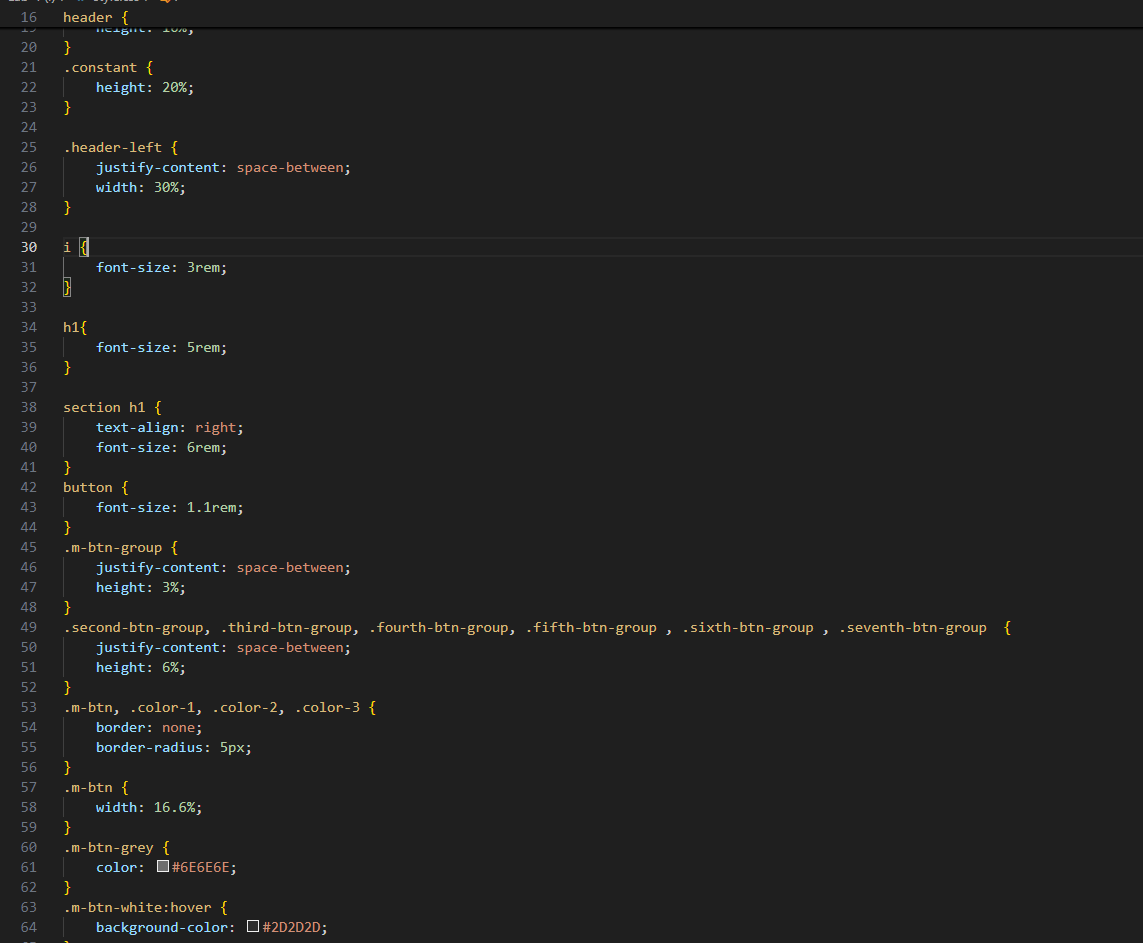 16 header {
20 }
21 .constant {
22 height: 20%;
23 }
24
25 .header-left {
26 justify-content: space-between;
27 width: 30%;
28 }
29
30 i {
31 font-size: 3rem;
32 }
33
34 h1{
35 font-size: 5rem;
36 }
37
38 section h1 {
39 text-align: right;
40 font-size: 6rem;
41 }
42 button {
43 font-size: 1.1rem;
44 }
45 .m-btn-group {
46 justify-content: space-between;
47 height: 3%;
48 }
49 .second-btn-group, .third-btn-group, .fourth-btn-group, .fifth-btn-group , .sixth-btn-group , .seventh-btn-group  {
50 justify-content: space-between;
51 height: 6%;
52 }
53 .m-btn, .color-1, .color-2, .color-3 {
54 border: none;
55 border-radius: 5px;
56 }
57 .m-btn {
58 width: 16.6%;
59 }
60 .m-btn-grey {
61 color: #6E6E6E;
62 }
63 .m-btn-white:hover {
64 background-color: #2D2D2D;